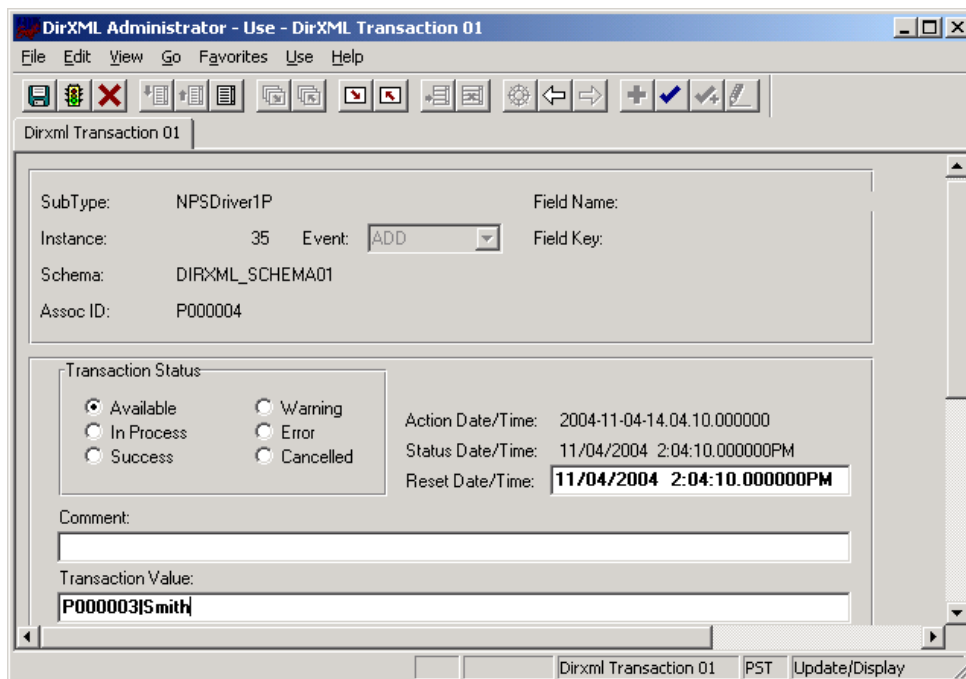 DirXML Administrator - Use - DirXML Transaction 01
File Edit View Go Favorites Use Help
Dirxml Transaction 01
SubType: NPSDriver1P Field Name:
Instance: 35 Event: ADD Field Key:
Schema: DIRXML_SCHEMA01
Assoc ID: P000004
Transaction Status
Available Warning
In Process Error
Success Cancelled
Action Date/Time: 2004-11-04-14.04.10.000000
Status Date/Time: 11/04/2004 2:04:10.000000PM
Reset Date/Time: 11/04/2004 2:04:10.000000PM
Comment:
Transaction Value:
P000003|Smith
Dirxml Transaction 01 PST Update/Display